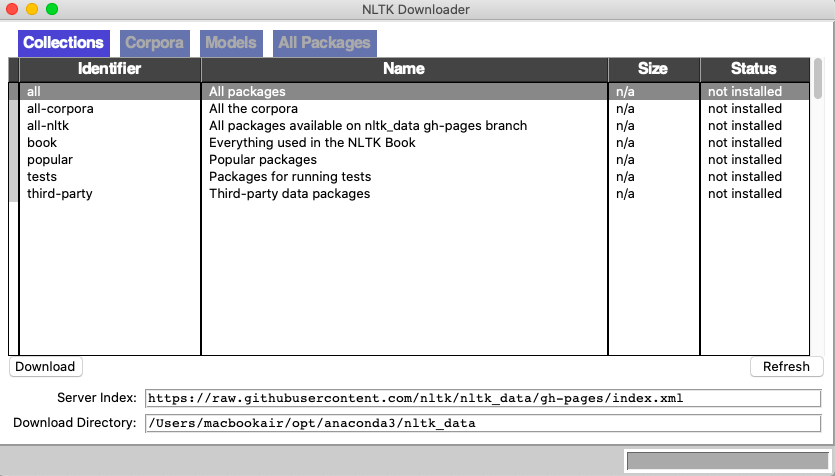 NLTK Downloader
Collections Corpora Models All Packages
Identifier Name Size Status
all All packages n/a not installed
all-corpora All the corpora n/a not installed
all-nltk All packages available on nltk_data gh-pages branch n/a not installed
book Everything used in the NLTK Book n/a not installed
popular Popular packages n/a not installed
tests Packages for running tests n/a not installed
third-party Third-party data packages n/a not installed
Download Refresh
Server Index: https://raw.githubusercontent.com/nltk/nltk_data/gh-pages/index.xml
Download Directory: /Users/macbookair/opt/anaconda3/nltk_data